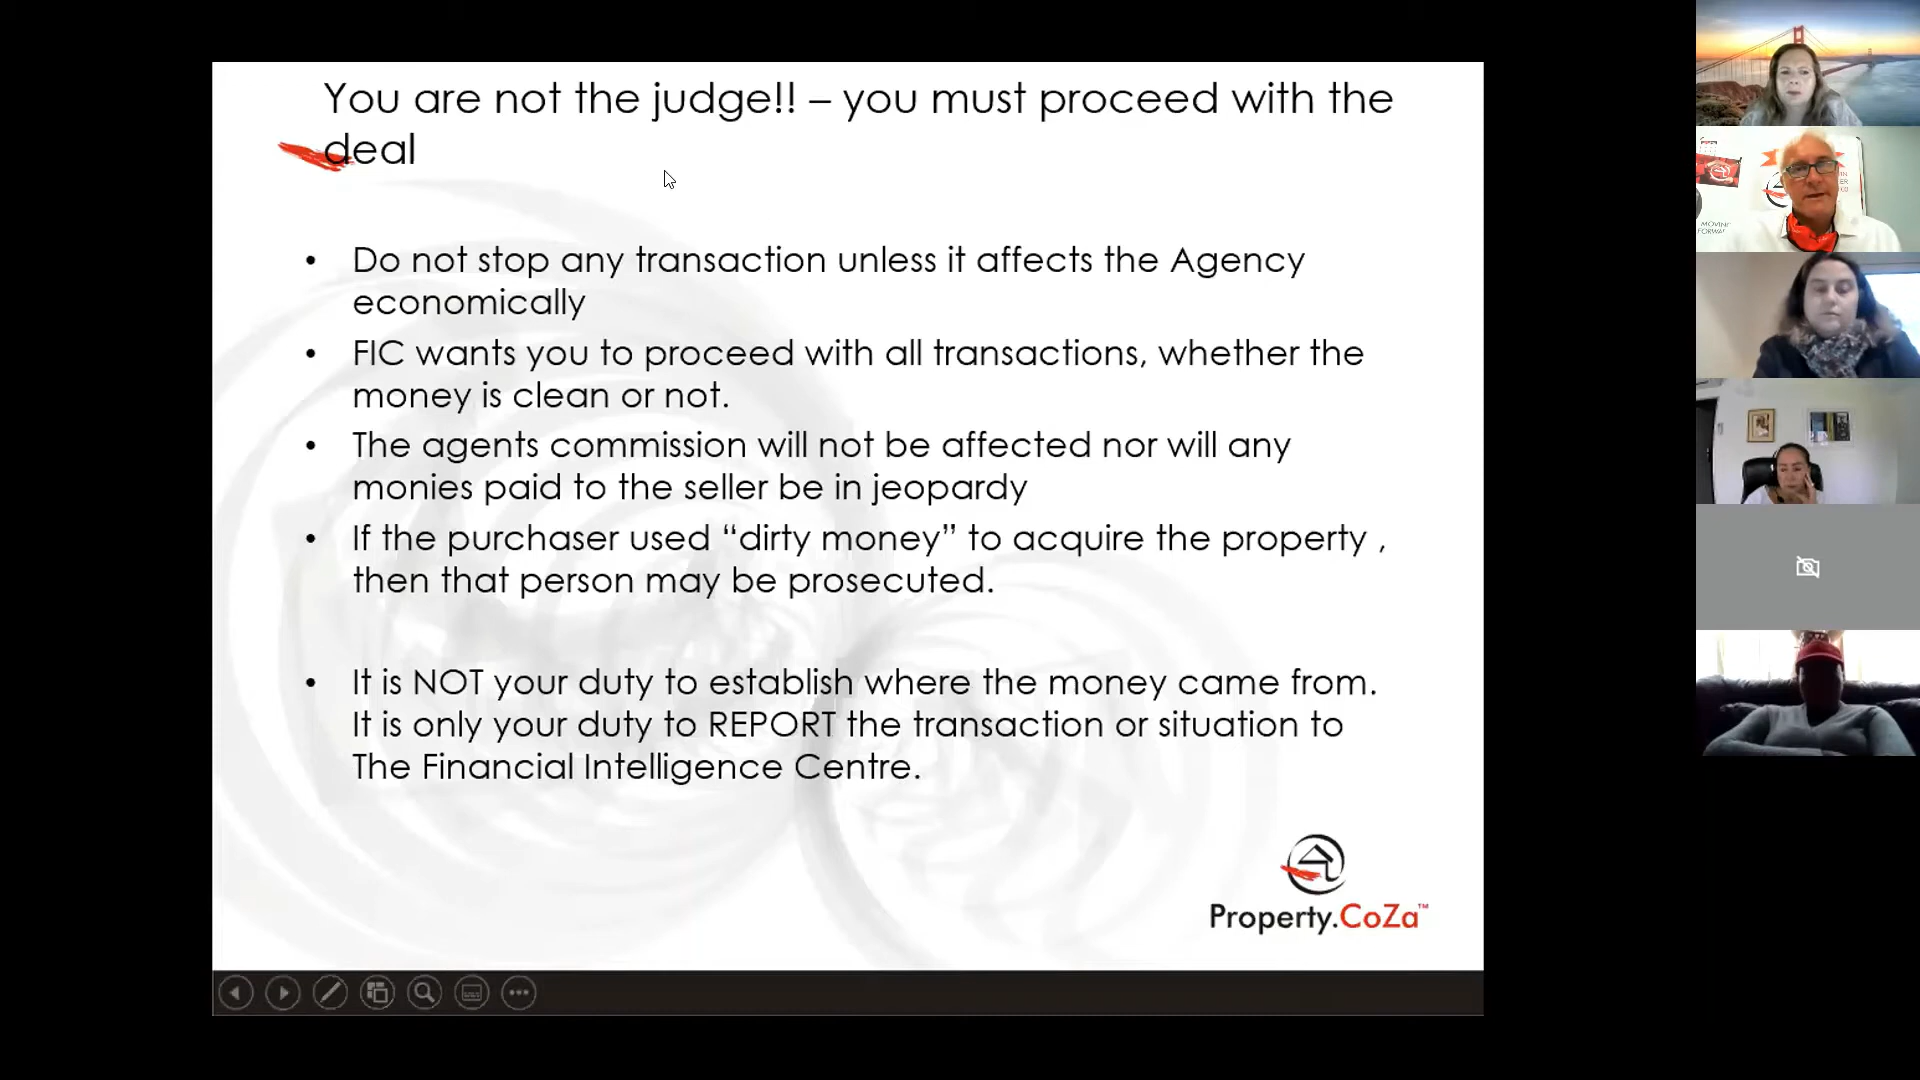 You are not the judge!! – you must proceed with the
deal
• Do not stop any transaction unless it affects the Agency
economically
• FIC wants you to proceed with all transactions, whether the
money is clean or not.
• The agents commission will not be affected nor will any
monies paid to the seller be in jeopardy
• If the purchaser used “dirty money” to acquire the property ,
then that person may be prosecuted.
• It is NOT your duty to establish where the money came from.
It is only your duty to REPORT the transaction or situation to
The Financial Intelligence Centre.
Property.CoZa™